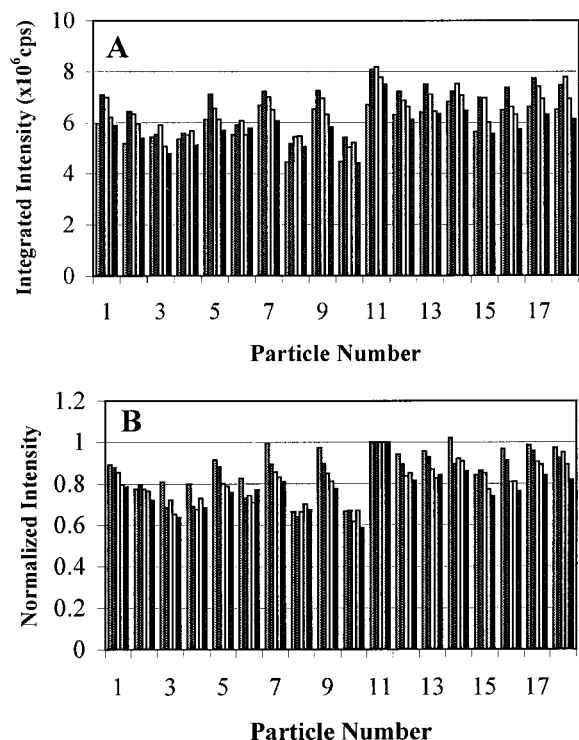 A
Integrated Intensity (x10⁶cps)
10
8
6
4
2
0
1 3 5 7 9 11 13 15 17
Particle Number
B
Normalized Intensity
1.2
1
0.8
0.6
0.4
0.2
0
1 3 5 7 9 11 13 15 17
Particle Number